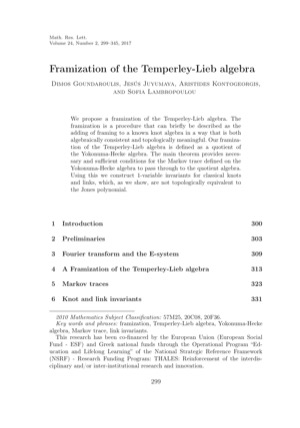 Math. Res. Lett.
Volume 24, Number 2, 299–345, 2017
Framization of the Temperley-Lieb algebra
Dimos Goundaroulis, Jesús Juyumaya, Aristides Kontogeorgis,
and Sofia Lambropoulou
We propose a framization of the Temperley-Lieb algebra. The
framization is a procedure that can briefly be described as the
adding of framing to a known knot algebra in a way that is both
algebraically consistent and topologically meaningful. Our framiza-
tion of the Temperley-Lieb algebra is defined as a quotient of
the Yokonuma-Hecke algebra. The main theorem provides neces-
sary and sufficient conditions for the Markov trace defined on the
Yokonuma-Hecke algebra to pass through to the quotient algebra.
Using this we construct 1-variable invariants for classical knots
and links, which, as we show, are not topologically equivalent to
the Jones polynomial.
1 Introduction 300
2 Preliminaries 303
3 Fourier transform and the E-system 309
4 A Framization of the Temperley-Lieb algebra 313
5 Markov traces 323
6 Knot and link invariants 331
2010 Mathematics Subject Classification: 57M25, 20C08, 20F36.
Key words and phrases: framization, Temperley-Lieb algebra, Yokonuma-Hecke
algebra, Markov trace, link invariants.
This research has been co-financed by the European Union (European Social
Fund - ESF) and Greek national funds through the Operational Program "Ed-
ucation and Lifelong Learning" of the National Strategic Reference Framework
(NSRF) - Research Funding Program: THALES: Reinforcement of the interdis-
ciplinary and/or inter-institutional research and innovation.
299